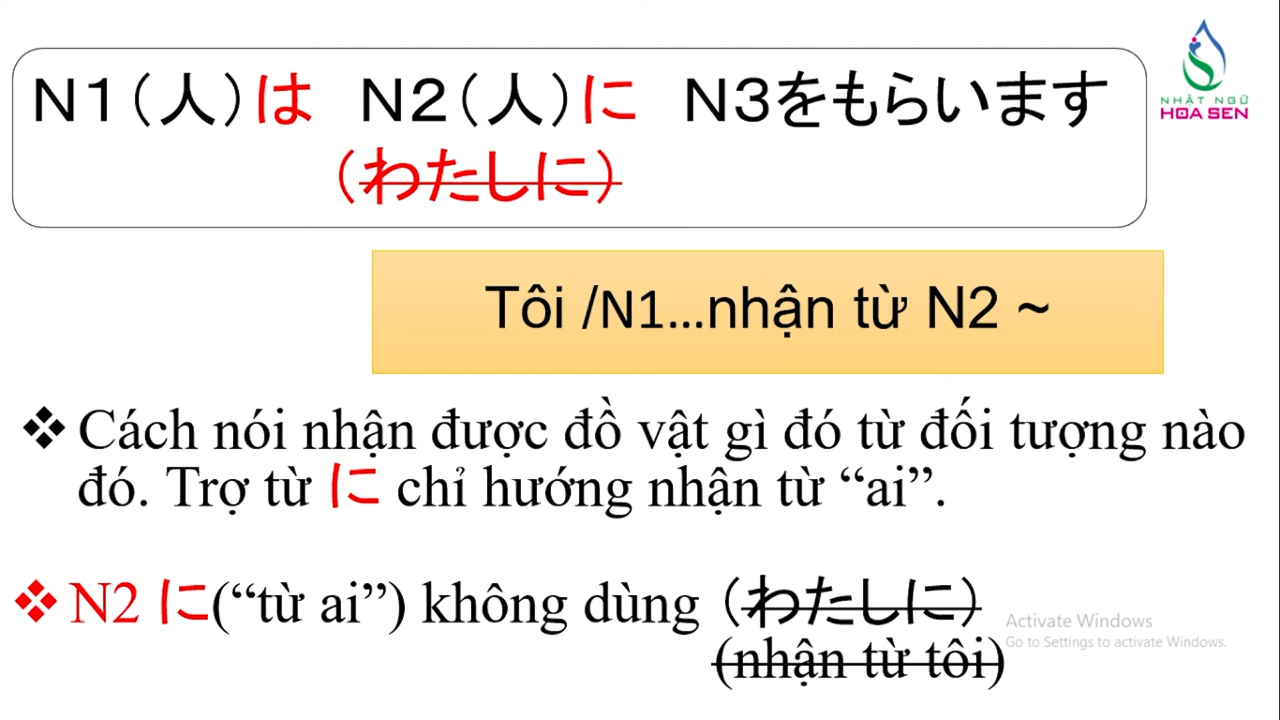 N1（人）は N2（人）に N3をもらいます
（わたしに）
NHẬT NGỮ
HOA SEN
Tôi /N1...nhận từ N2 ~
❖ Cách nói nhận được đồ vật gì đó từ đối tượng nào
đó. Trợ từ に chỉ hướng nhận từ “ai”.
❖ N2 に(“từ ai”) không dùng （わたしに）
(nhận từ tôi)
Activate Windows
Go to Settings to activate Windows.